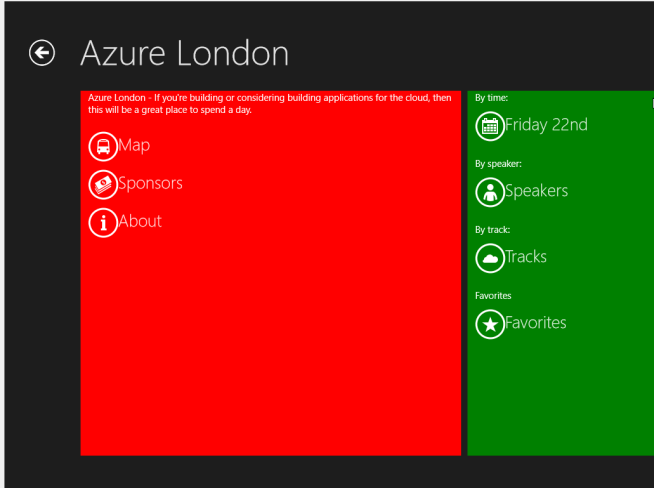 Azure London
Azure London - If you're building or considering building applications for the cloud, then
this will be a great place to spend a day.
Map
Sponsors
About
By time:
Friday 22nd
By speaker:
Speakers
By track:
Tracks
Favorites
Favorites